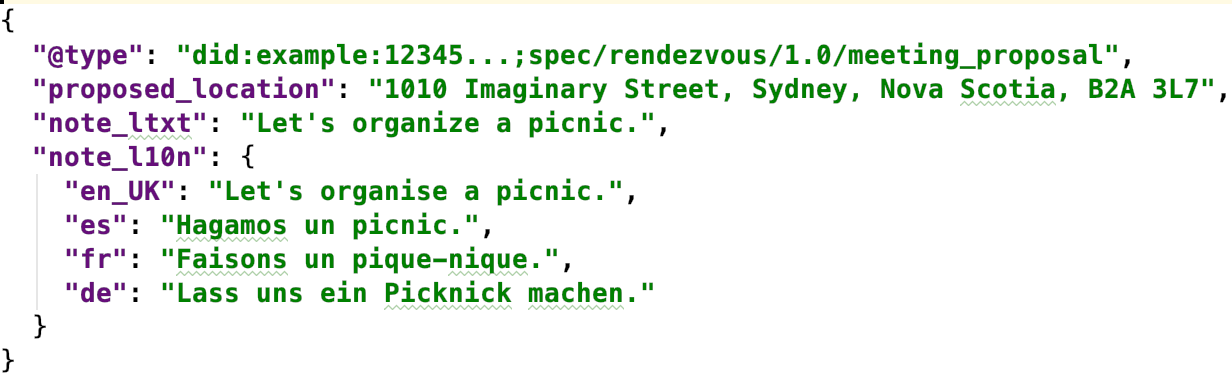 {
  "@type": "did:example:12345...;spec/rendezvous/1.0/meeting_proposal",
  "proposed_location": "1010 Imaginary Street, Sydney, Nova Scotia, B2A 3L7",
  "note_ltxt": "Let's organize a picnic.",
  "note_l10n": {
    "en_UK": "Let's organise a picnic.",
    "es": "Hagamos un picnic.",
    "fr": "Faisons un pique-nique.",
    "de": "Lass uns ein Picknick machen."
  }
}